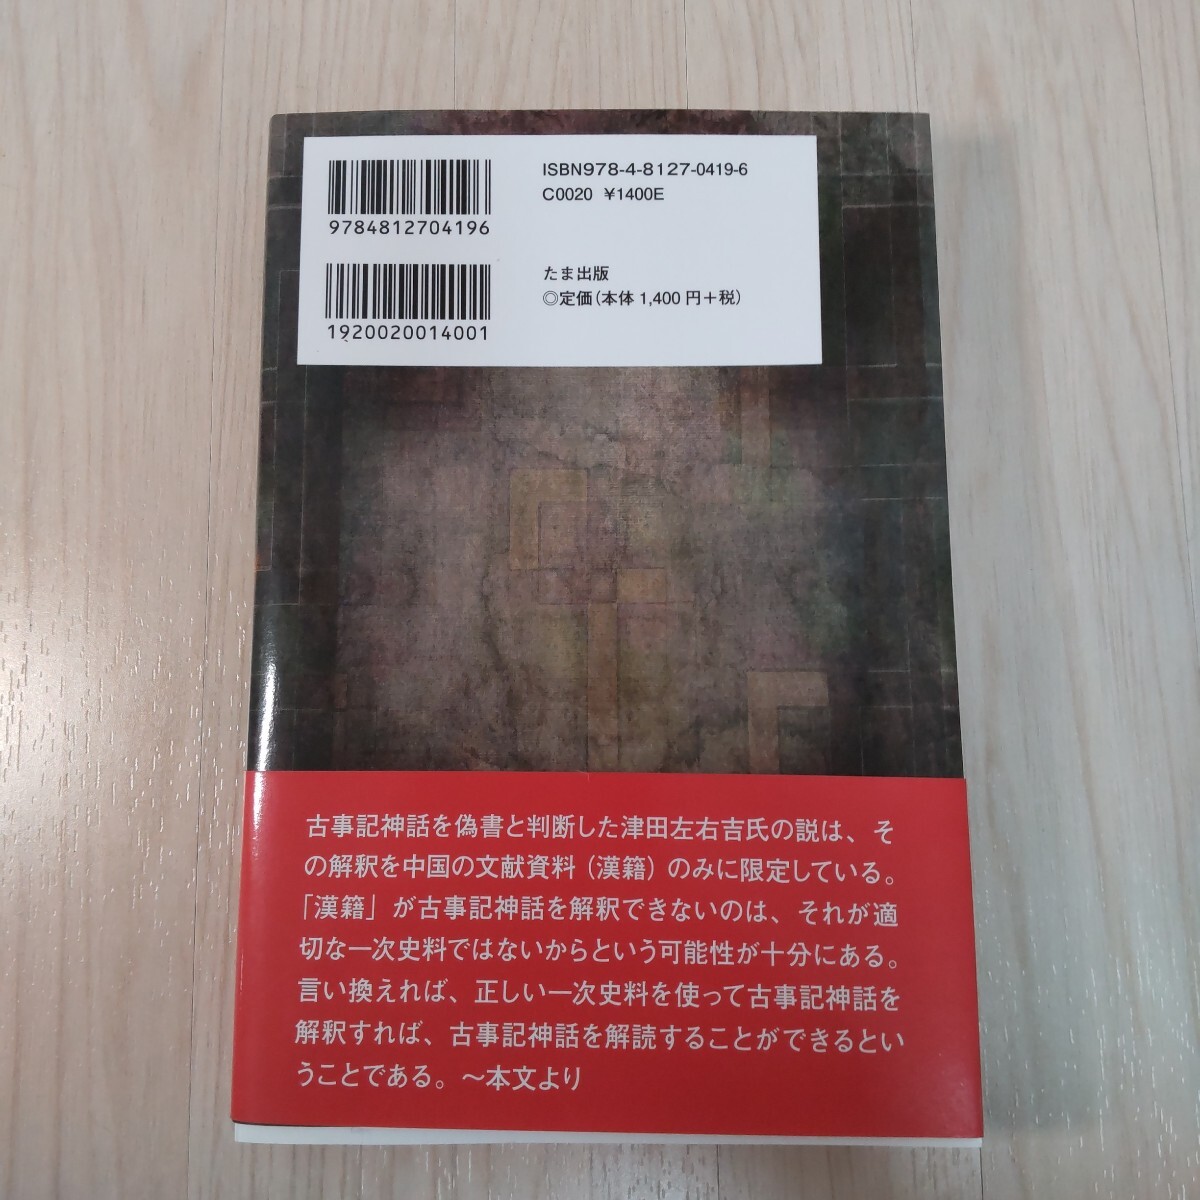 ISBN978-4-8127-0419-6
C0020 ¥1400E
9784812704196
たま出版
◎定価(本体 1,400 円+税)
1920020014001
古事記神話を偽書と判断した津田左右吉氏の説は、そ
の解釈を中国の文献資料（漢籍）のみに限定している。
「漢籍」が古事記神話を解釈できないのは、それが適
切な一次史料ではないからという可能性が十分にある。
言い換えれば、正しい一次史料を使って古事記神話を
解釈すれば、古事記神話を解読することができるとい
うことである。～本文より